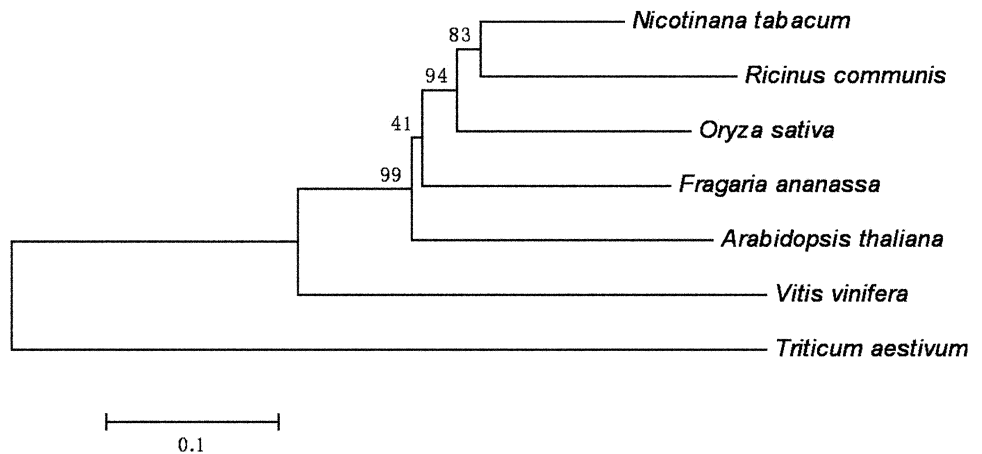 Nicotinana tabacum
83
Ricinus communis
94
Oryza sativa
41
Fragaria ananassa
99
Arabidopsis thaliana
Vitis vinifera
Triticum aestivum
0.1